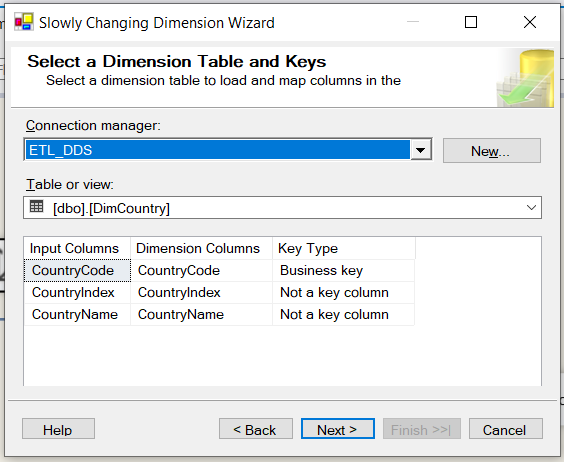 Slowly Changing Dimension Wizard
Select a Dimension Table and Keys
Select a dimension table to load and map columns in the
Connection manager:
ETL_DDS
New...
Table or view:
[dbo].[DimCountry]
Input Columns Dimension Columns Key Type
CountryCode CountryCode Business key
CountryIndex CountryIndex Not a key column
CountryName CountryName Not a key column
Help < Back Next > Finish >>| Cancel